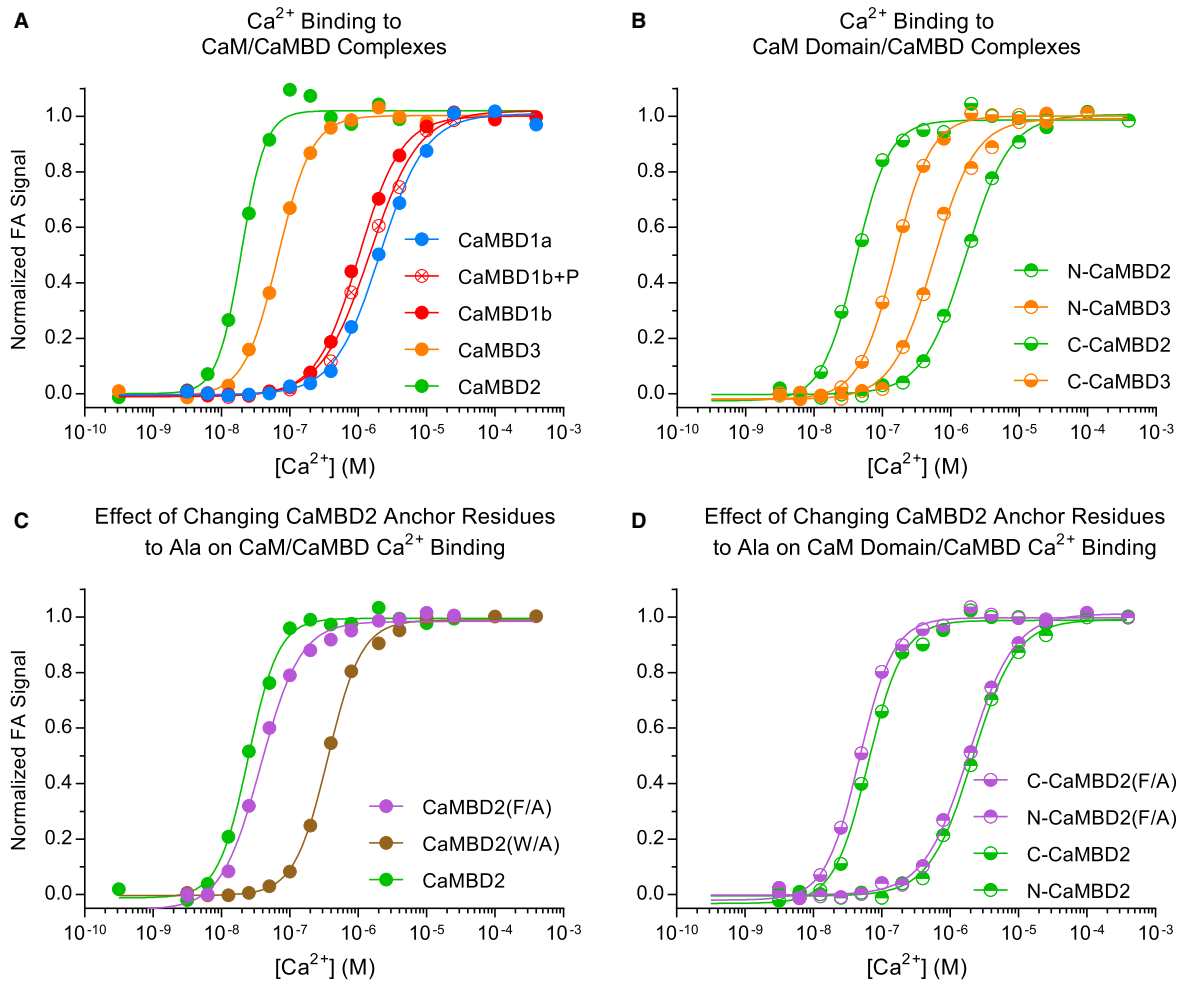 A
Ca2+ Binding to
CaM/CaMBD Complexes
Normalized FA Signal
1.0
0.8
0.6
0.4
0.2
0.0
CaMBD1a
CaMBD1b+P
CaMBD1b
CaMBD3
CaMBD2
10-10 10-9 10-8 10-7 10-6 10-5 10-4 10-3
[Ca2+] (M)
B
Ca2+ Binding to
CaM Domain/CaMBD Complexes
1.0
0.8
0.6
0.4
0.2
0.0
N-CaMBD2
N-CaMBD3
C-CaMBD2
C-CaMBD3
10-10 10-9 10-8 10-7 10-6 10-5 10-4 10-3
[Ca2+] (M)
C
Effect of Changing CaMBD2 Anchor Residues
to Ala on CaM/CaMBD Ca2+ Binding
Normalized FA Signal
1.0
0.8
0.6
0.4
0.2
0.0
CaMBD2(F/A)
CaMBD2(W/A)
CaMBD2
10-10 10-9 10-8 10-7 10-6 10-5 10-4 10-3
[Ca2+] (M)
D
Effect of Changing CaMBD2 Anchor Residues
to Ala on CaM Domain/CaMBD Ca2+ Binding
1.0
0.8
0.6
0.4
0.2
0.0
C-CaMBD2(F/A)
N-CaMBD2(F/A)
C-CaMBD2
N-CaMBD2
10-10 10-9 10-8 10-7 10-6 10-5 10-4 10-3
[Ca2+] (M)